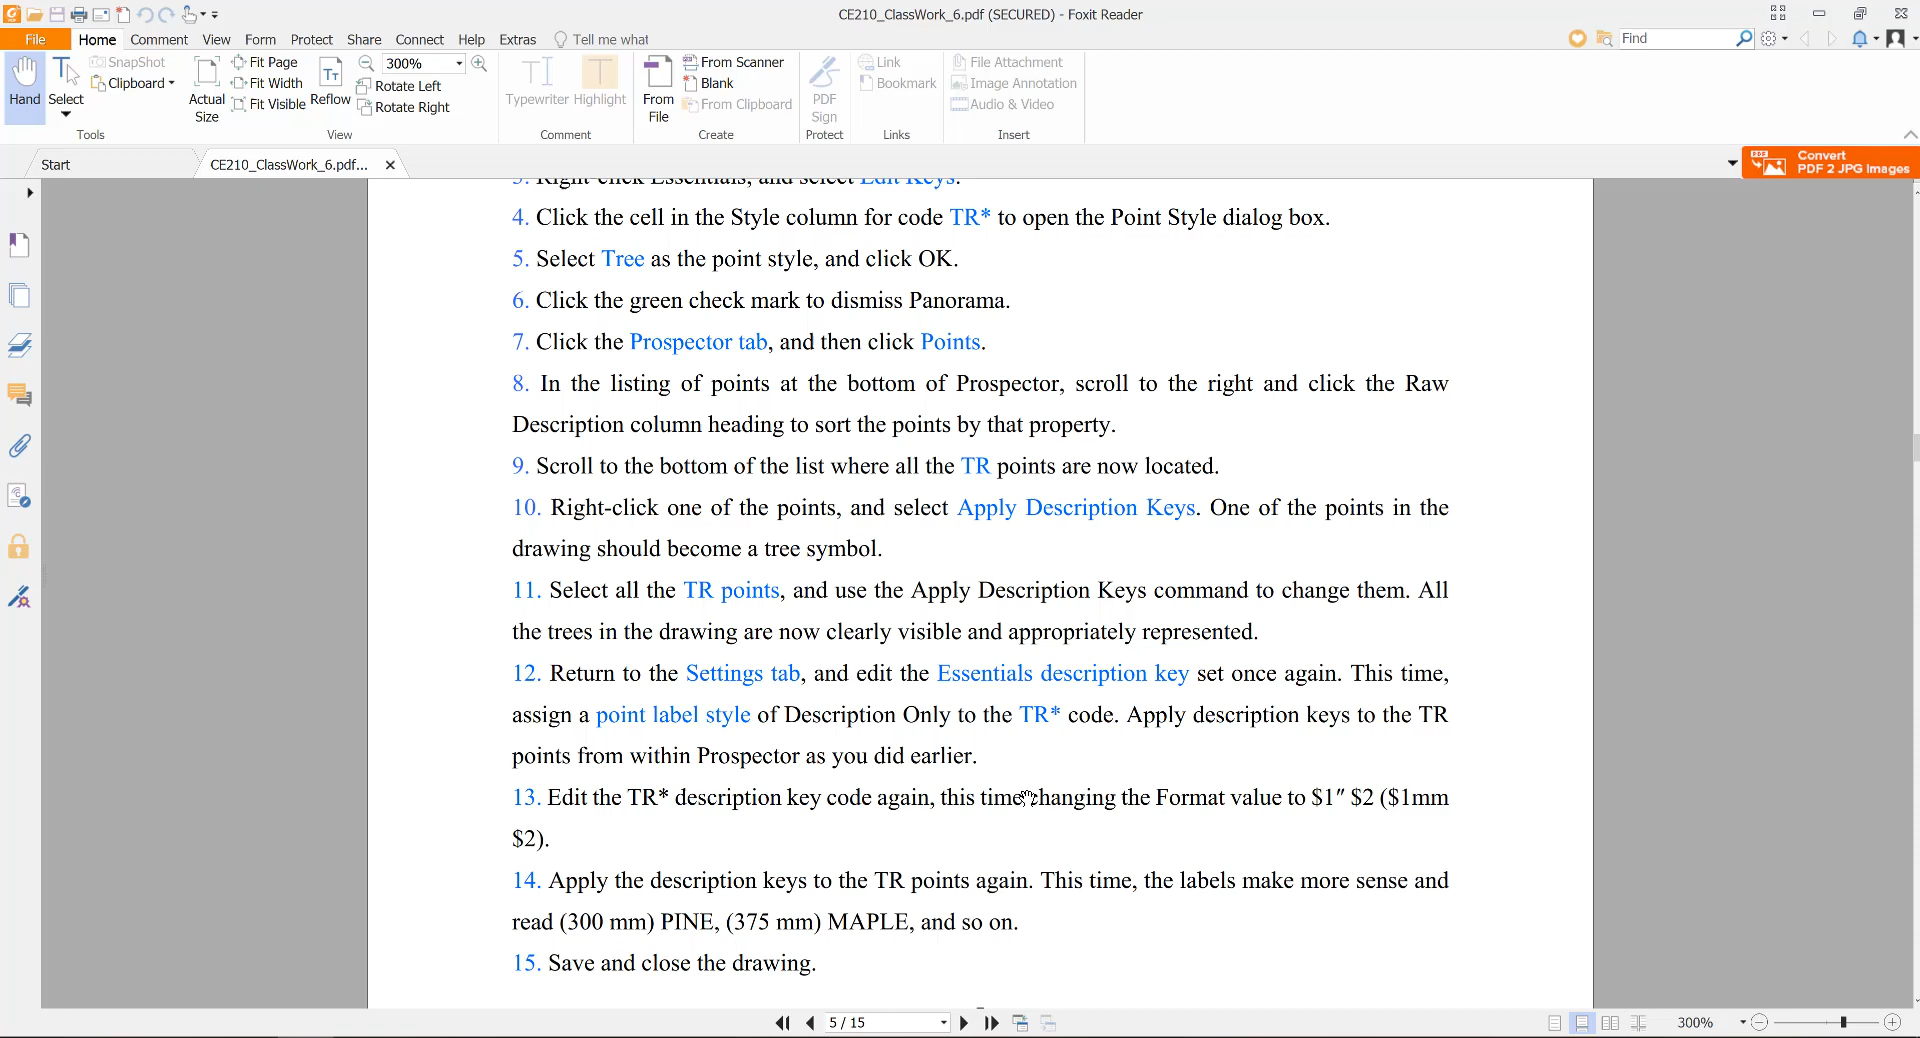 CE210_ClassWork_6.pdf (SECURED) - Foxit Reader
File Home Comment View Form Protect Share Connect Help Extras Tell me what Find
SnapShot Fit Page 300% From Scanner Link File Attachment
Clipboard Fit Width Rotate Left Blank Bookmark Image Annotation
Hand Select Actual Size Fit Visible Reflow Rotate Right Typewriter Highlight From File From Clipboard PDF Sign Audio & Video
Tools View Comment Create Protect Links Insert
Start CE210_ClassWork_6.pdf... Convert PDF 2 JPG Images
3. Right-click Essentials, and select Edit Keys.
4. Click the cell in the Style column for code TR* to open the Point Style dialog box.
5. Select Tree as the point style, and click OK.
6. Click the green check mark to dismiss Panorama.
7. Click the Prospector tab, and then click Points.
8. In the listing of points at the bottom of Prospector, scroll to the right and click the Raw
Description column heading to sort the points by that property.
9. Scroll to the bottom of the list where all the TR points are now located.
10. Right-click one of the points, and select Apply Description Keys. One of the points in the
drawing should become a tree symbol.
11. Select all the TR points, and use the Apply Description Keys command to change them. All
the trees in the drawing are now clearly visible and appropriately represented.
12. Return to the Settings tab, and edit the Essentials description key set once again. This time,
assign a point label style of Description Only to the TR* code. Apply description keys to the TR
points from within Prospector as you did earlier.
13. Edit the TR* description key code again, this time changing the Format value to $1″ $2 ($1mm
$2).
14. Apply the description keys to the TR points again. This time, the labels make more sense and
read (300 mm) PINE, (375 mm) MAPLE, and so on.
15. Save and close the drawing.
5 / 15 300%